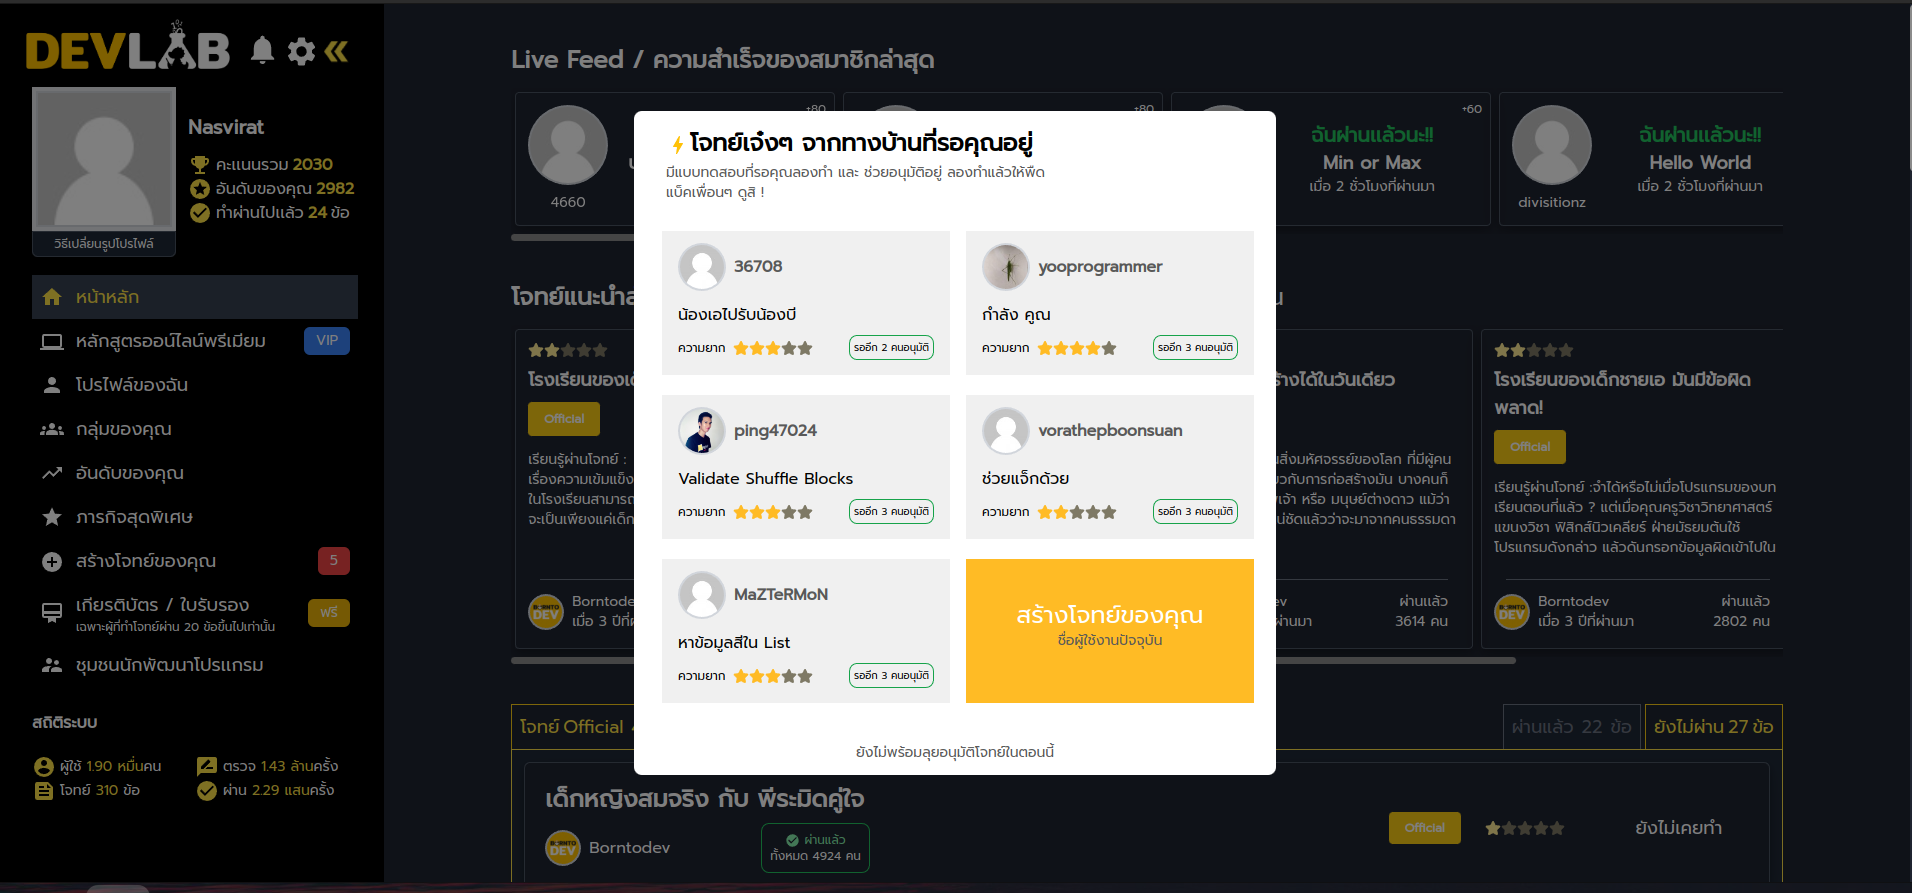 DEVLAB
Nasvirat
คะแนนรวม 2030
อันดับของคุณ 2982
ทำผ่านไปแล้ว 24 ข้อ
วิธีเปลี่ยนรูปโปรไฟล์
หน้าหลัก
หลักสูตรออนไลน์พรีเมียม VIP
โปรไฟล์ของฉัน
กลุ่มของคุณ
อันดับของคุณ
ภารกิจสุดพิเศษ
สร้างโจทย์ของคุณ 5
เกียรติบัตร / ใบรับรอง ฟรี
เฉพาะผู้ที่ทำโจทย์ผ่าน 20 ข้อขึ้นไปเท่านั้น
ชุมชนนักพัฒนาโปรแกรม
สถิติระบบ
ผู้ใช้ 1.90 หมื่นคน ตรวจ 1.43 ล้านครั้ง
โจทย์ 310 ข้อ ผ่าน 2.29 แสนครั้ง
Live Feed / ความสำเร็จของสมาชิกล่าสุด
+80 +80 +60
4660
ฉันผ่านแล้วนะ!!
Min or Max
เมื่อ 2 ชั่วโมงที่ผ่านมา
divisitionz
ฉันผ่านแล้วนะ!!
Hello World
เมื่อ 2 ชั่วโมงที่ผ่านมา
โจทย์เจ๋งๆ จากทางบ้านที่รอคุณอยู่
มีแบบทดสอบที่รอคุณลองทำ และ ช่วยอนุมัติอยู่ ลองทำแล้วให้ฟีด
แบ็คเพื่อนๆ ดูสิ !
36708
น้องเอไปรับน้องบี
ความยาก รออีก 2 คนอนุมัติ
yooprogrammer
กำลัง คูณ
ความยาก รออีก 3 คนอนุมัติ
ping47024
Validate Shuffle Blocks
ความยาก รออีก 3 คนอนุมัติ
vorathepboonsuan
ช่วยแจ็กด้วย
ความยาก รออีก 3 คนอนุมัติ
MaZTeRMoN
หาข้อมูลสีใน List
ความยาก รออีก 3 คนอนุมัติ
สร้างโจทย์ของคุณ
ชื่อผู้ใช้งานปัจจุบัน
ยังไม่พร้อมลุยอนุมัติโจทย์ในตอนนี้
โจทย์แนะนำส
โรงเรียนของเ
Official
เรียนรู้ผ่านโจทย์ :
เรื่องความเข้มแข็ง
ในโรงเรียนสามารถ
จะเป็นเพียงแค่เด็ก
Borntode
เมื่อ 3 ปีที่
ร้างได้ในวันเดียว
นสิ่งมหัศจรรย์ของโลก ที่มีผู้คน
วกับการก่อสร้างมัน บางคนก็
เจ้า หรือ มนุษย์ต่างดาว แม้ว่า
น่ชัดแล้วว่าจะมาจากคนธรรมดา
ev ผ่านแล้ว
ผ่านมา 3614 คน
โรงเรียนของเด็กชายเอ มันมีข้อผิด
พลาด!
Official
เรียนรู้ผ่านโจทย์ :จำได้หรือไม่เมื่อโปรแกรมของบท
เรียนตอนที่แล้ว ? แต่เมื่อคุณครูวิชาวิทยาศาสตร์
แขนงวิชา ฟิสิกส์นิวเคลียร์ ฝ่ายมัธยมต้นใช้
โปรแกรมดังกล่าว แล้วดันกรอกข้อมูลผิดเข้าไปใน
Borntodev ผ่านแล้ว
เมื่อ 3 ปีที่ผ่านมา 2802 คน
โจทย์ Official ผ่านแล้ว 22 ข้อ ยังไม่ผ่าน 27 ข้อ
เด็กหญิงสมจริง กับ พีระมิดคู่ใจ
Borntodev
ผ่านแล้ว
ทั้งหมด 4924 คน
Official ยังไม่เคยทำ